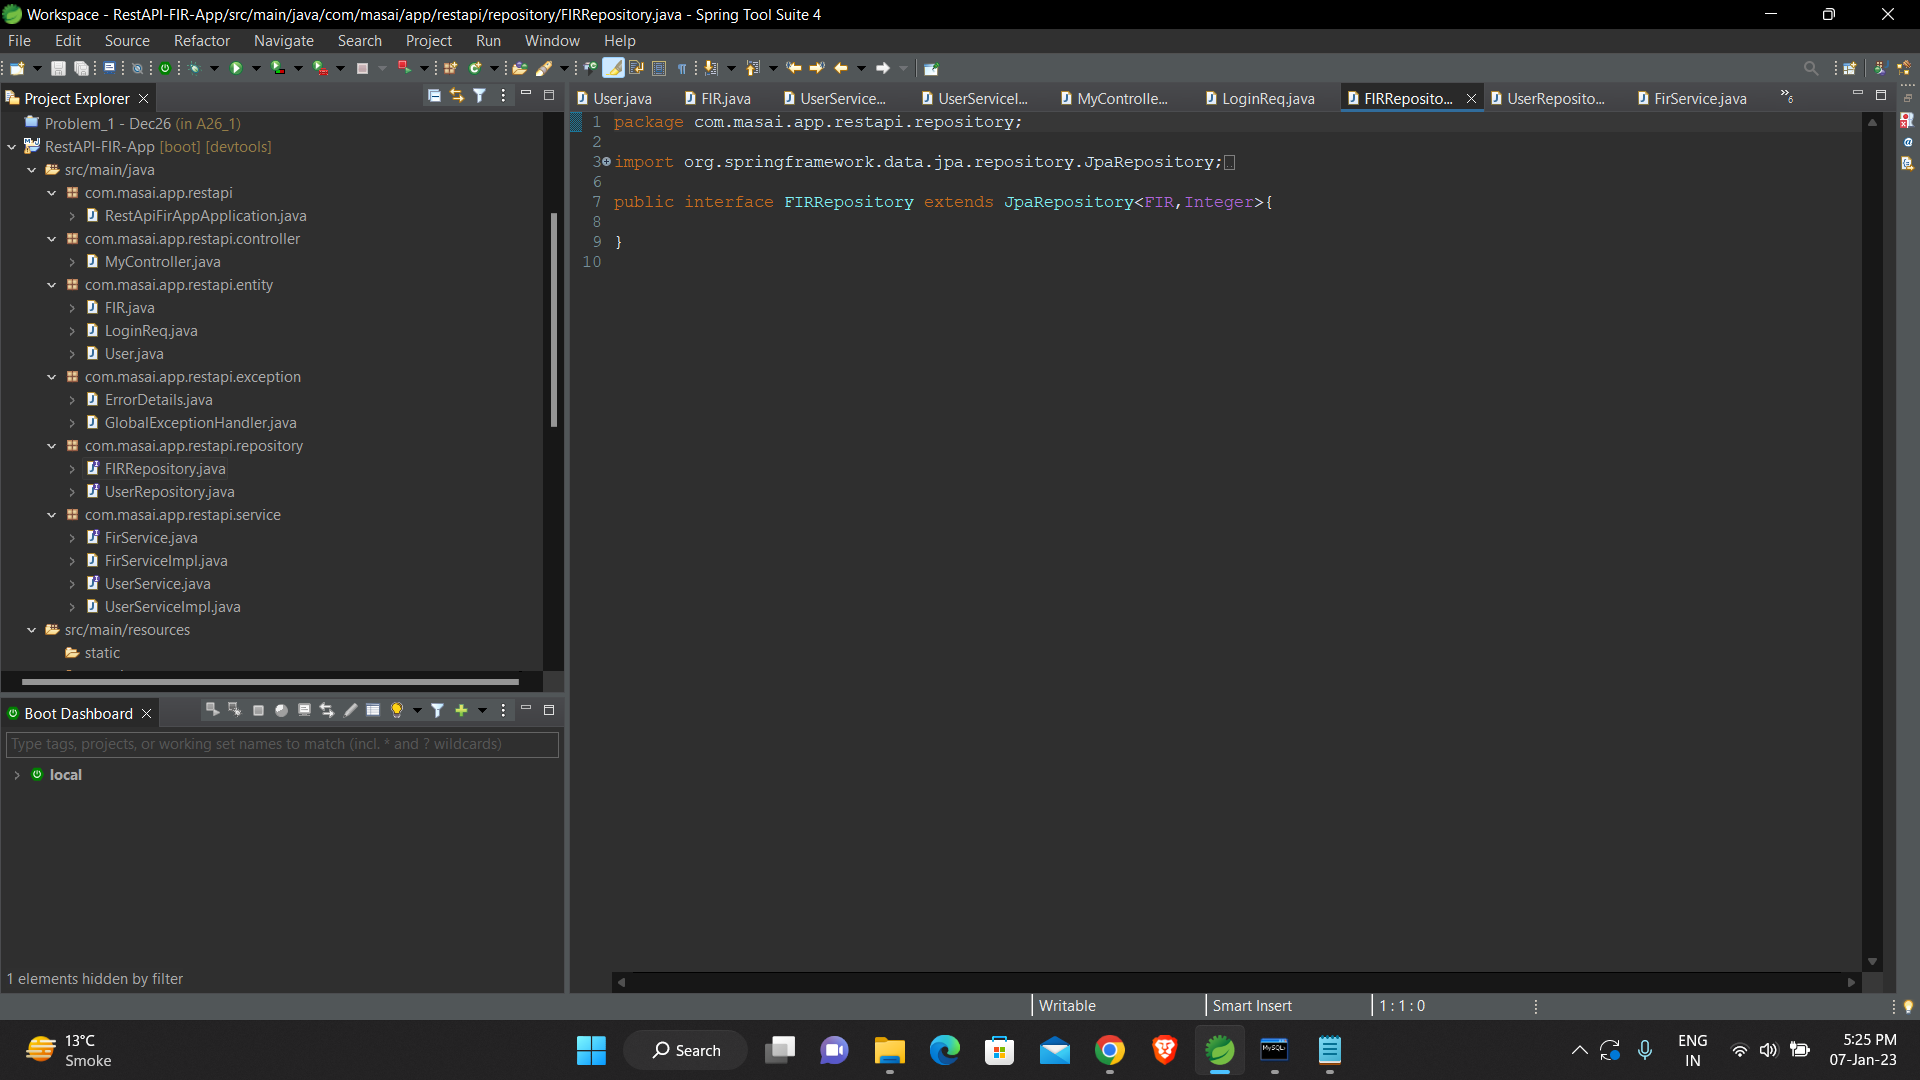 Workspace - RestAPI-FIR-App/src/main/java/com/masai/app/restapi/repository/FIRRepository.java - Spring Tool Suite 4
File Edit Source Refactor Navigate Search Project Run Window Help
Project Explorer
Problem_1 - Dec26 (in A26_1)
RestAPI-FIR-App [boot] [devtools]
src/main/java
com.masai.app.restapi
RestApiFirAppApplication.java
com.masai.app.restapi.controller
MyController.java
com.masai.app.restapi.entity
FIR.java
LoginReq.java
User.java
com.masai.app.restapi.exception
ErrorDetails.java
GlobalExceptionHandler.java
com.masai.app.restapi.repository
FIRRepository.java
UserRepository.java
com.masai.app.restapi.service
FirService.java
FirServiceImpl.java
UserService.java
UserServiceImpl.java
src/main/resources
static
User.java FIR.java UserService... UserServiceI... MyControlle... LoginReq.java FIRReposito... UserReposito... FirService.java »6
1 package com.masai.app.restapi.repository;
2
3 import org.springframework.data.jpa.repository.JpaRepository;
6
7 public interface FIRRepository extends JpaRepository<FIR,Integer>{
8
9 }
10
Boot Dashboard
Type tags, projects, or working set names to match (incl. * and ? wildcards)
local
1 elements hidden by filter
Writable Smart Insert 1 : 1 : 0
13°C
Smoke
Search
MySQL
ENG
IN
5:25 PM
07-Jan-23